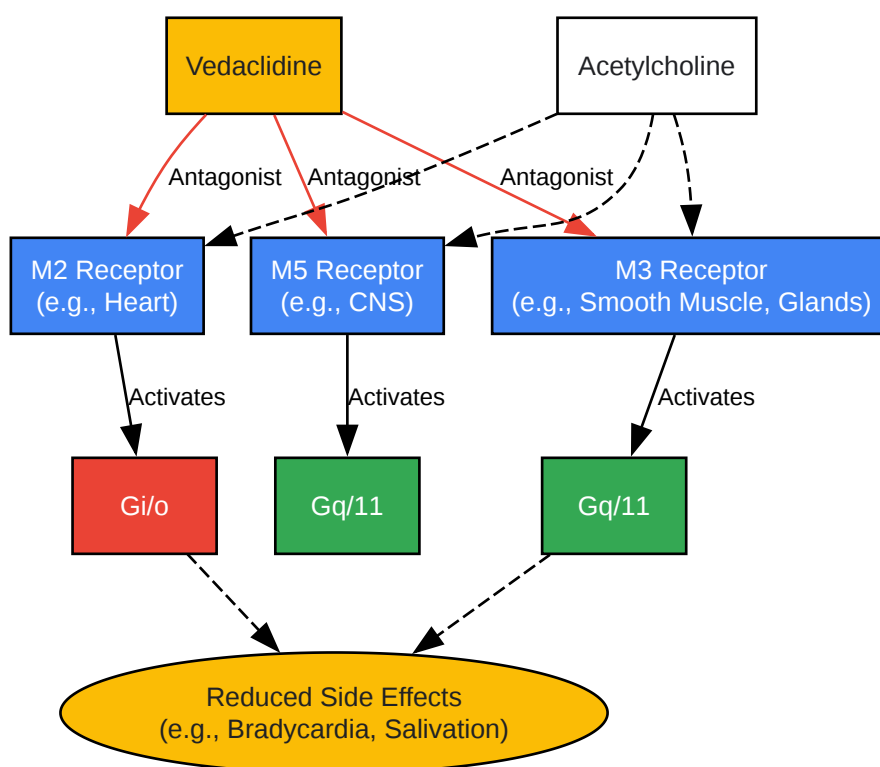 Vedaclidine
Acetylcholine
Antagonist
Antagonist
Antagonist
M2 Receptor
(e.g., Heart)
M5 Receptor
(e.g., CNS)
M3 Receptor
(e.g., Smooth Muscle, Glands)
Activates
Activates
Activates
Gi/o
Gq/11
Gq/11
Reduced Side Effects
(e.g., Bradycardia, Salivation)